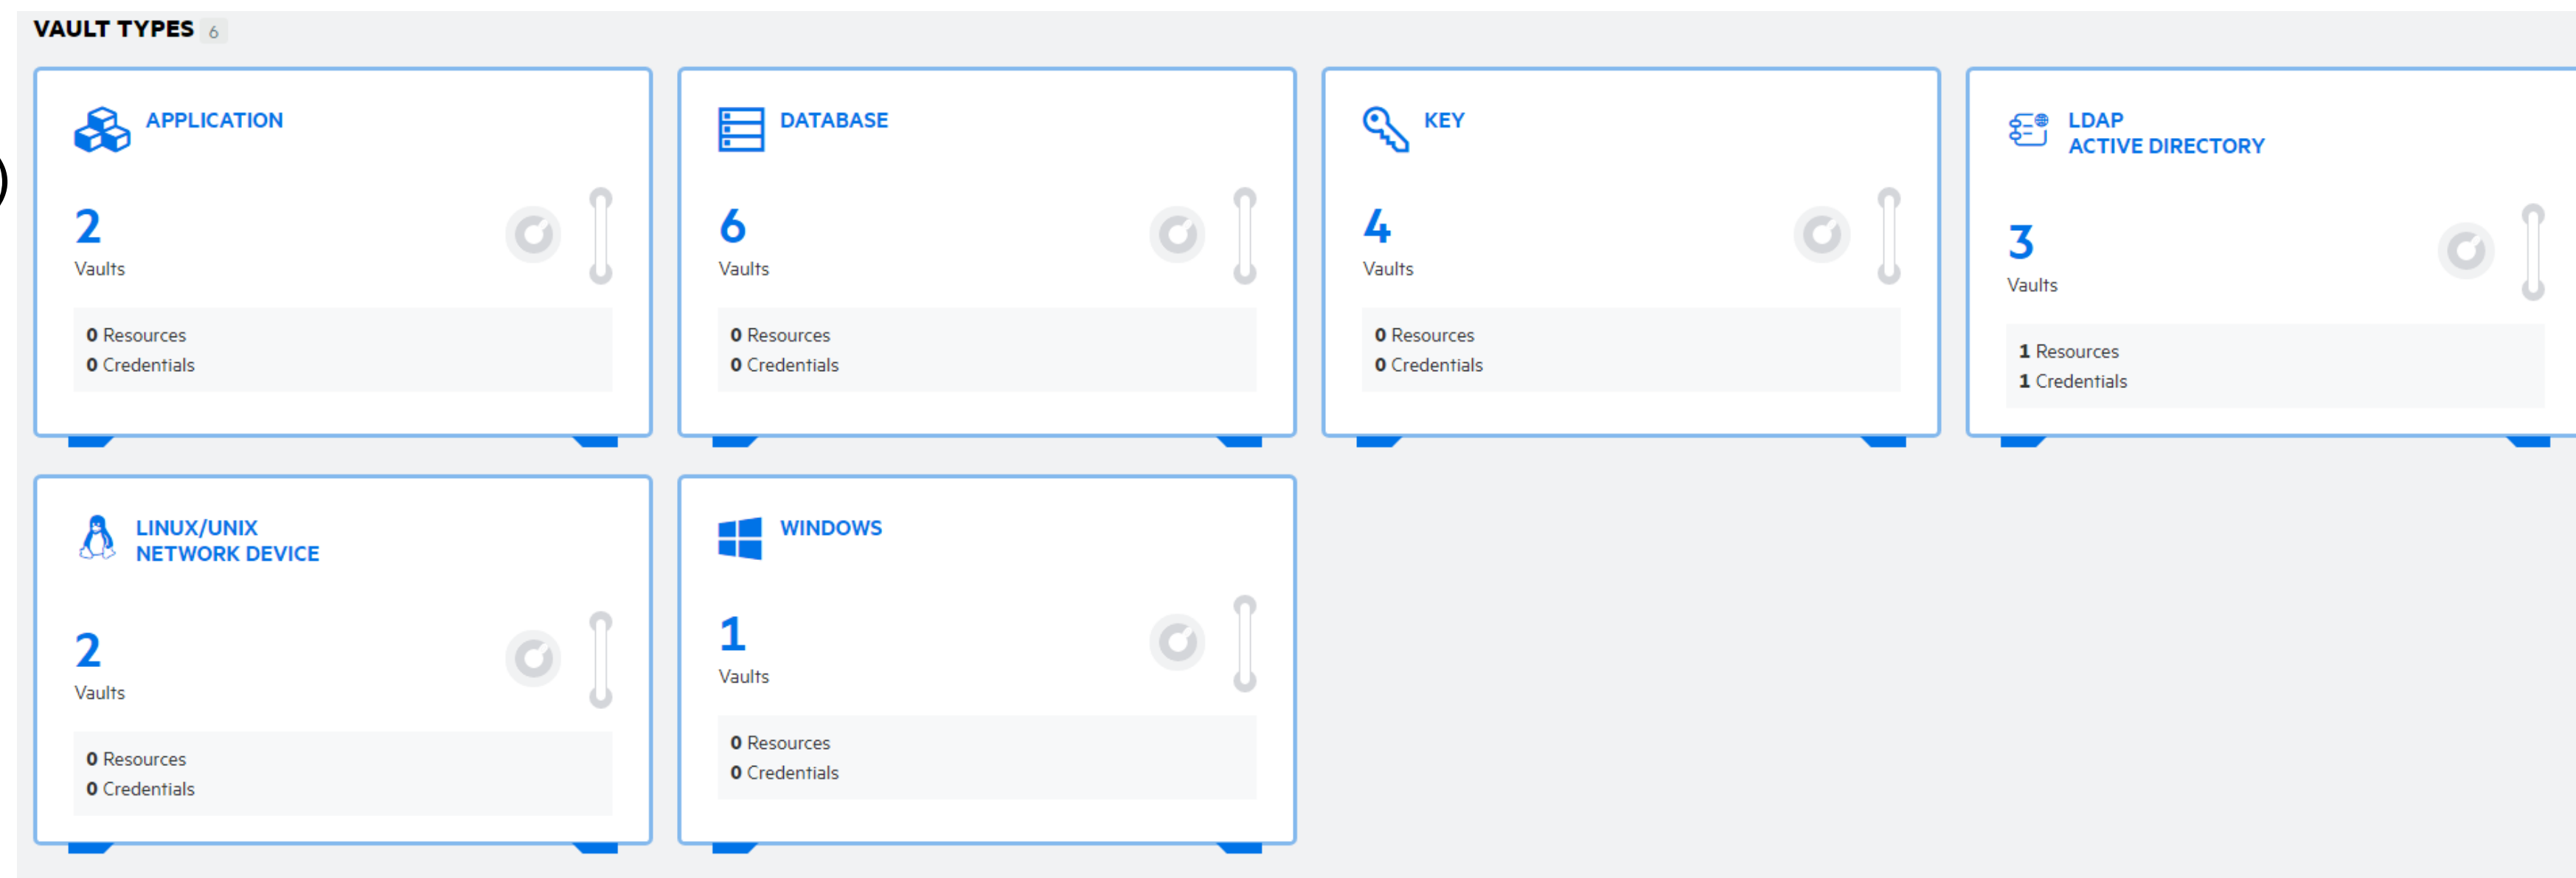 VAULT TYPES 6
APPLICATION
2
Vaults
0 Resources
0 Credentials
DATABASE
6
Vaults
0 Resources
0 Credentials
KEY
4
Vaults
0 Resources
0 Credentials
LDAP
ACTIVE DIRECTORY
3
Vaults
1 Resources
1 Credentials
LINUX/UNIX
NETWORK DEVICE
2
Vaults
0 Resources
0 Credentials
WINDOWS
1
Vaults
0 Resources
0 Credentials